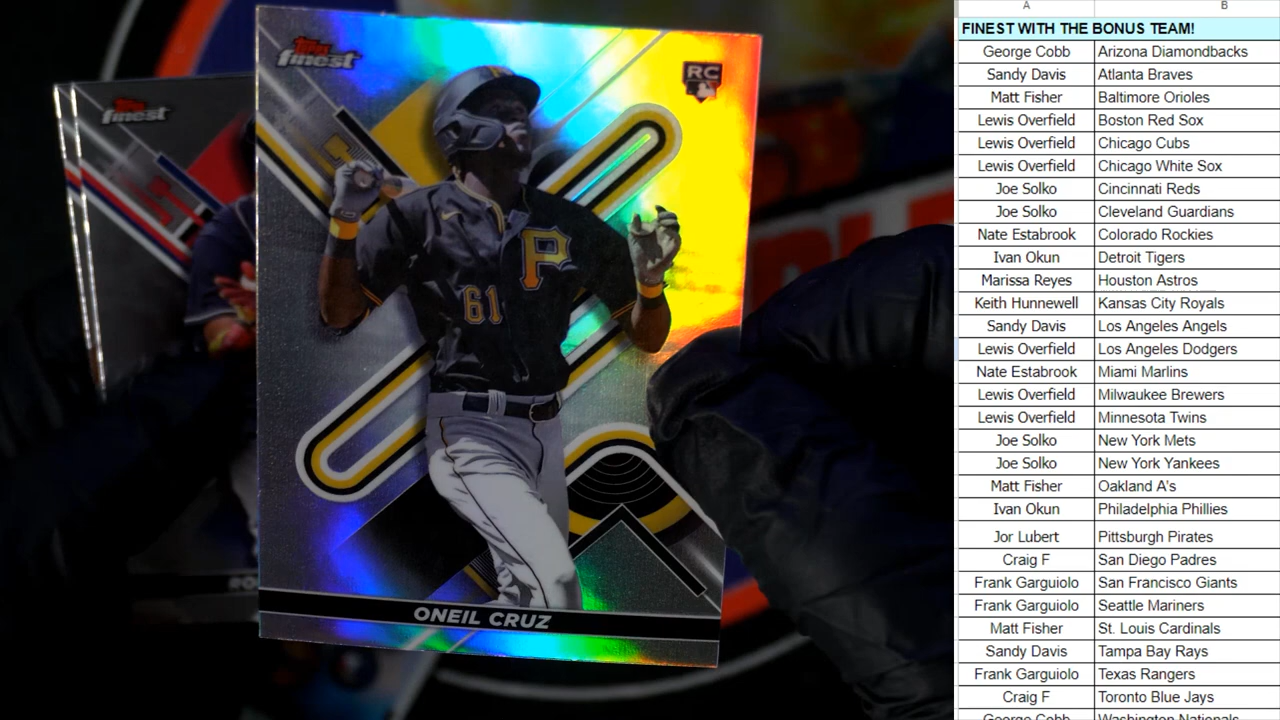 Topps
finest
Topps
finest
RC
P
61
ONEIL CRUZ
A B
FINEST WITH THE BONUS TEAM!
George Cobb Arizona Diamondbacks
Sandy Davis Atlanta Braves
Matt Fisher Baltimore Orioles
Lewis Overfield Boston Red Sox
Lewis Overfield Chicago Cubs
Lewis Overfield Chicago White Sox
Joe Solko Cincinnati Reds
Joe Solko Cleveland Guardians
Nate Estabrook Colorado Rockies
Ivan Okun Detroit Tigers
Marissa Reyes Houston Astros
Keith Hunnewell Kansas City Royals
Sandy Davis Los Angeles Angels
Lewis Overfield Los Angeles Dodgers
Nate Estabrook Miami Marlins
Lewis Overfield Milwaukee Brewers
Lewis Overfield Minnesota Twins
Joe Solko New York Mets
Joe Solko New York Yankees
Matt Fisher Oakland A's
Ivan Okun Philadelphia Phillies
Jor Lubert Pittsburgh Pirates
Craig F San Diego Padres
Frank Garguiolo San Francisco Giants
Frank Garguiolo Seattle Mariners
Matt Fisher St. Louis Cardinals
Sandy Davis Tampa Bay Rays
Frank Garguiolo Texas Rangers
Craig F Toronto Blue Jays
George Cobb Washington Nationals